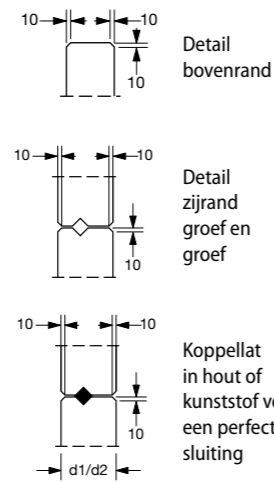 10 10
10
Detail
bovenrand
10 10
10
Detail
zijrand
groef en
groef
10 10
10
d1/d2
Koppellat
in hout of
kunststof v
een perfect
sluiting